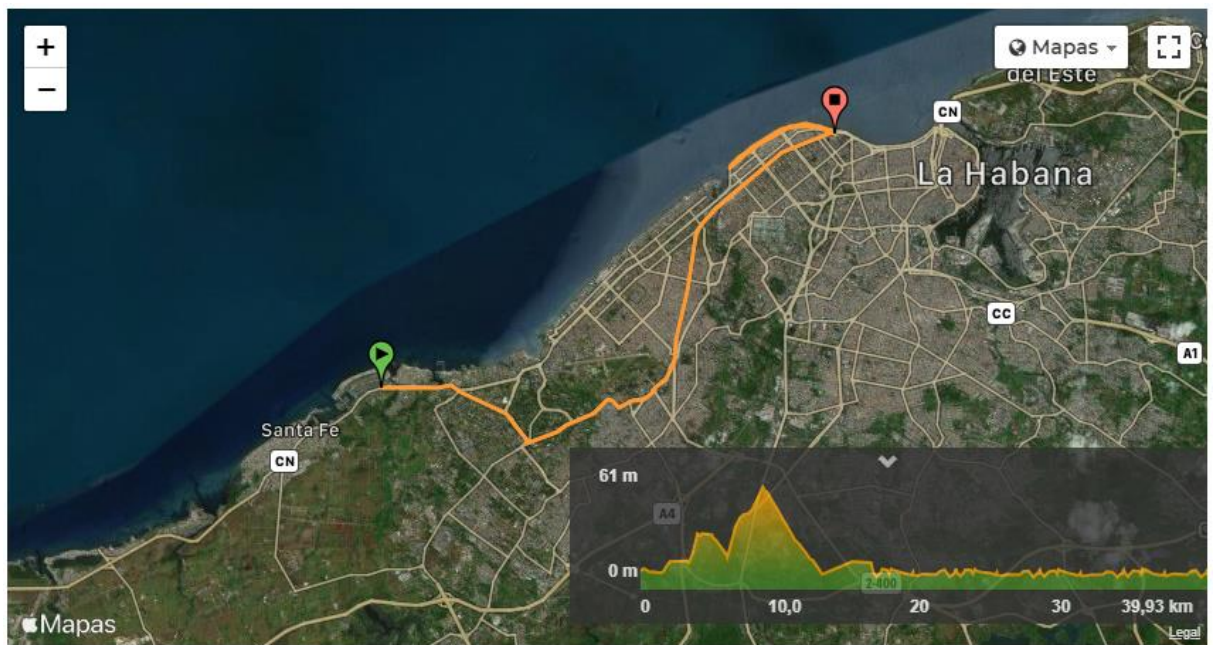 +
−
Mapas
del Este
CN
La Habana
CC
A1
Santa Fe
CN
61 m
A4
0 m
2-400
0 10,0 20 30 39,93 km
Mapas
Legal